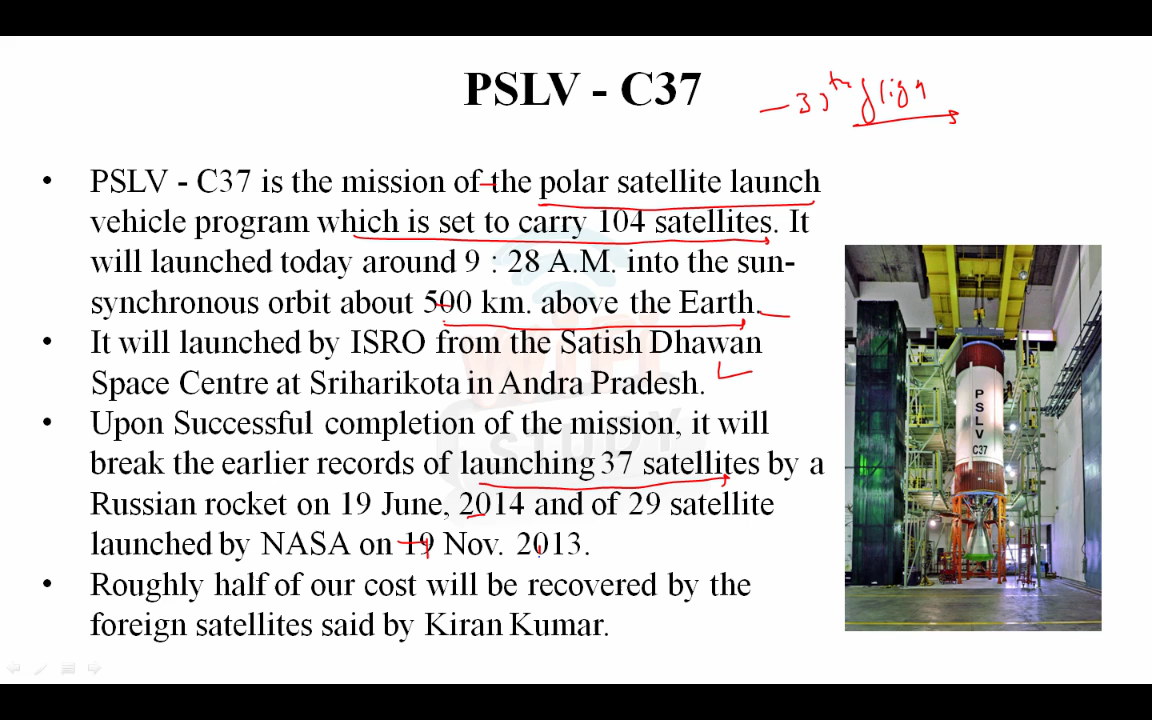 PSLV - C37
PSLV - C37 is the mission of the polar satellite launch
vehicle program which is set to carry 104 satellites. It
will launched today around 9 : 28 A.M. into the sun-
synchronous orbit about 500 km. above the Earth.
It will launched by ISRO from the Satish Dhawan
Space Centre at Sriharikota in Andra Pradesh.
Upon Successful completion of the mission, it will
break the earlier records of launching 37 satellites by a
Russian rocket on 19 June, 2014 and of 29 satellite
launched by NASA on 19 Nov. 2013.
Roughly half of our cost will be recovered by the
foreign satellites said by Kiran Kumar.
WiFi
STUDY
P
S
L
V
C37